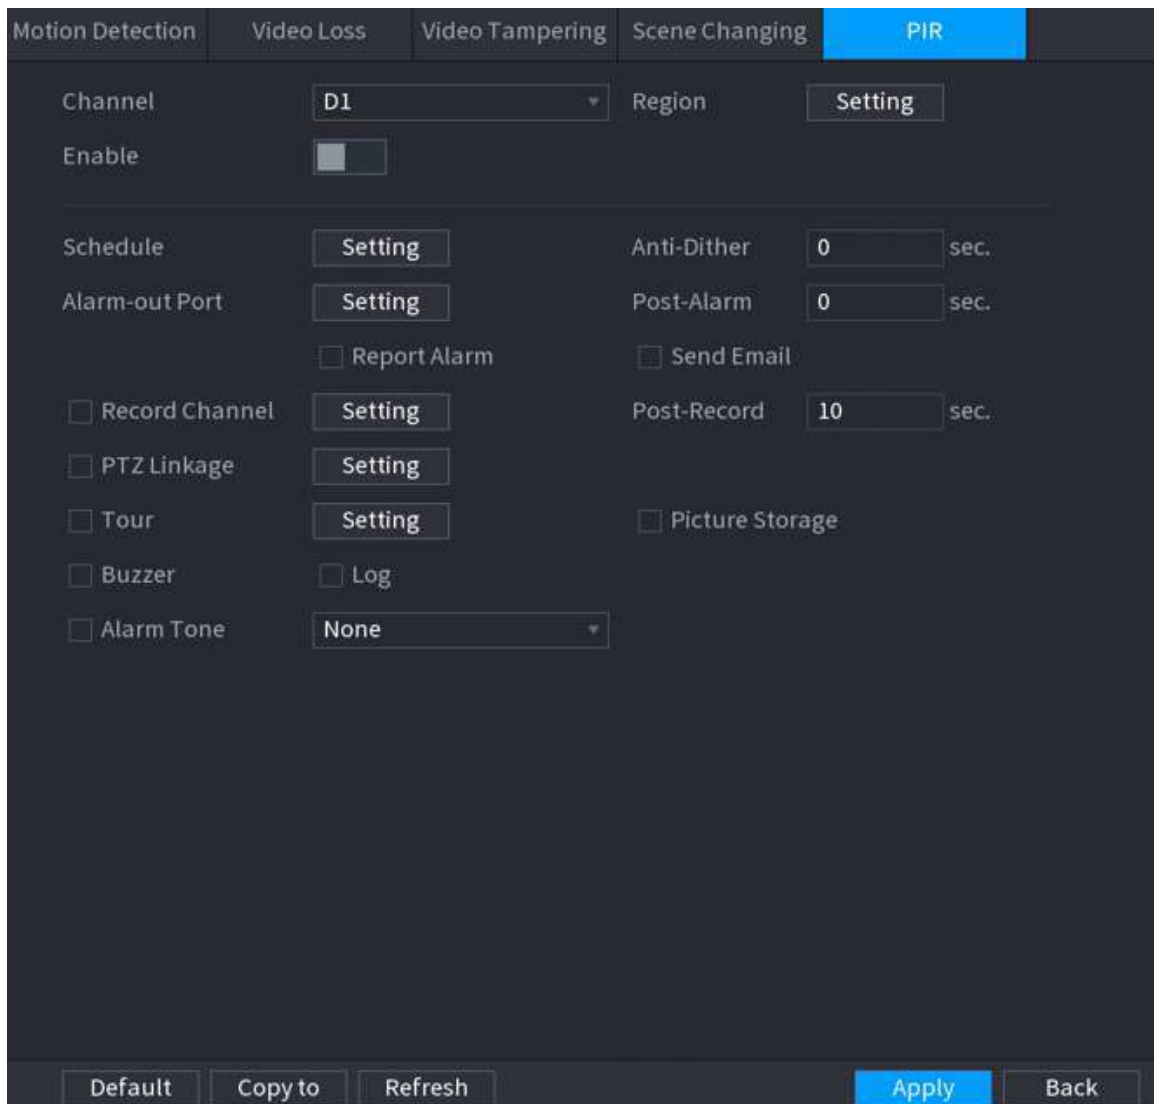 Motion Detection Video Loss Video Tampering Scene Changing PIR
Channel D1 Region Setting
Enable
Schedule Setting Anti-Dither 0 sec.
Alarm-out Port Setting Post-Alarm 0 sec.
Report Alarm Send Email
Record Channel Setting Post-Record 10 sec.
PTZ Linkage Setting
Tour Setting Picture Storage
Buzzer Log
Alarm Tone None
Default Copy to Refresh Apply Back